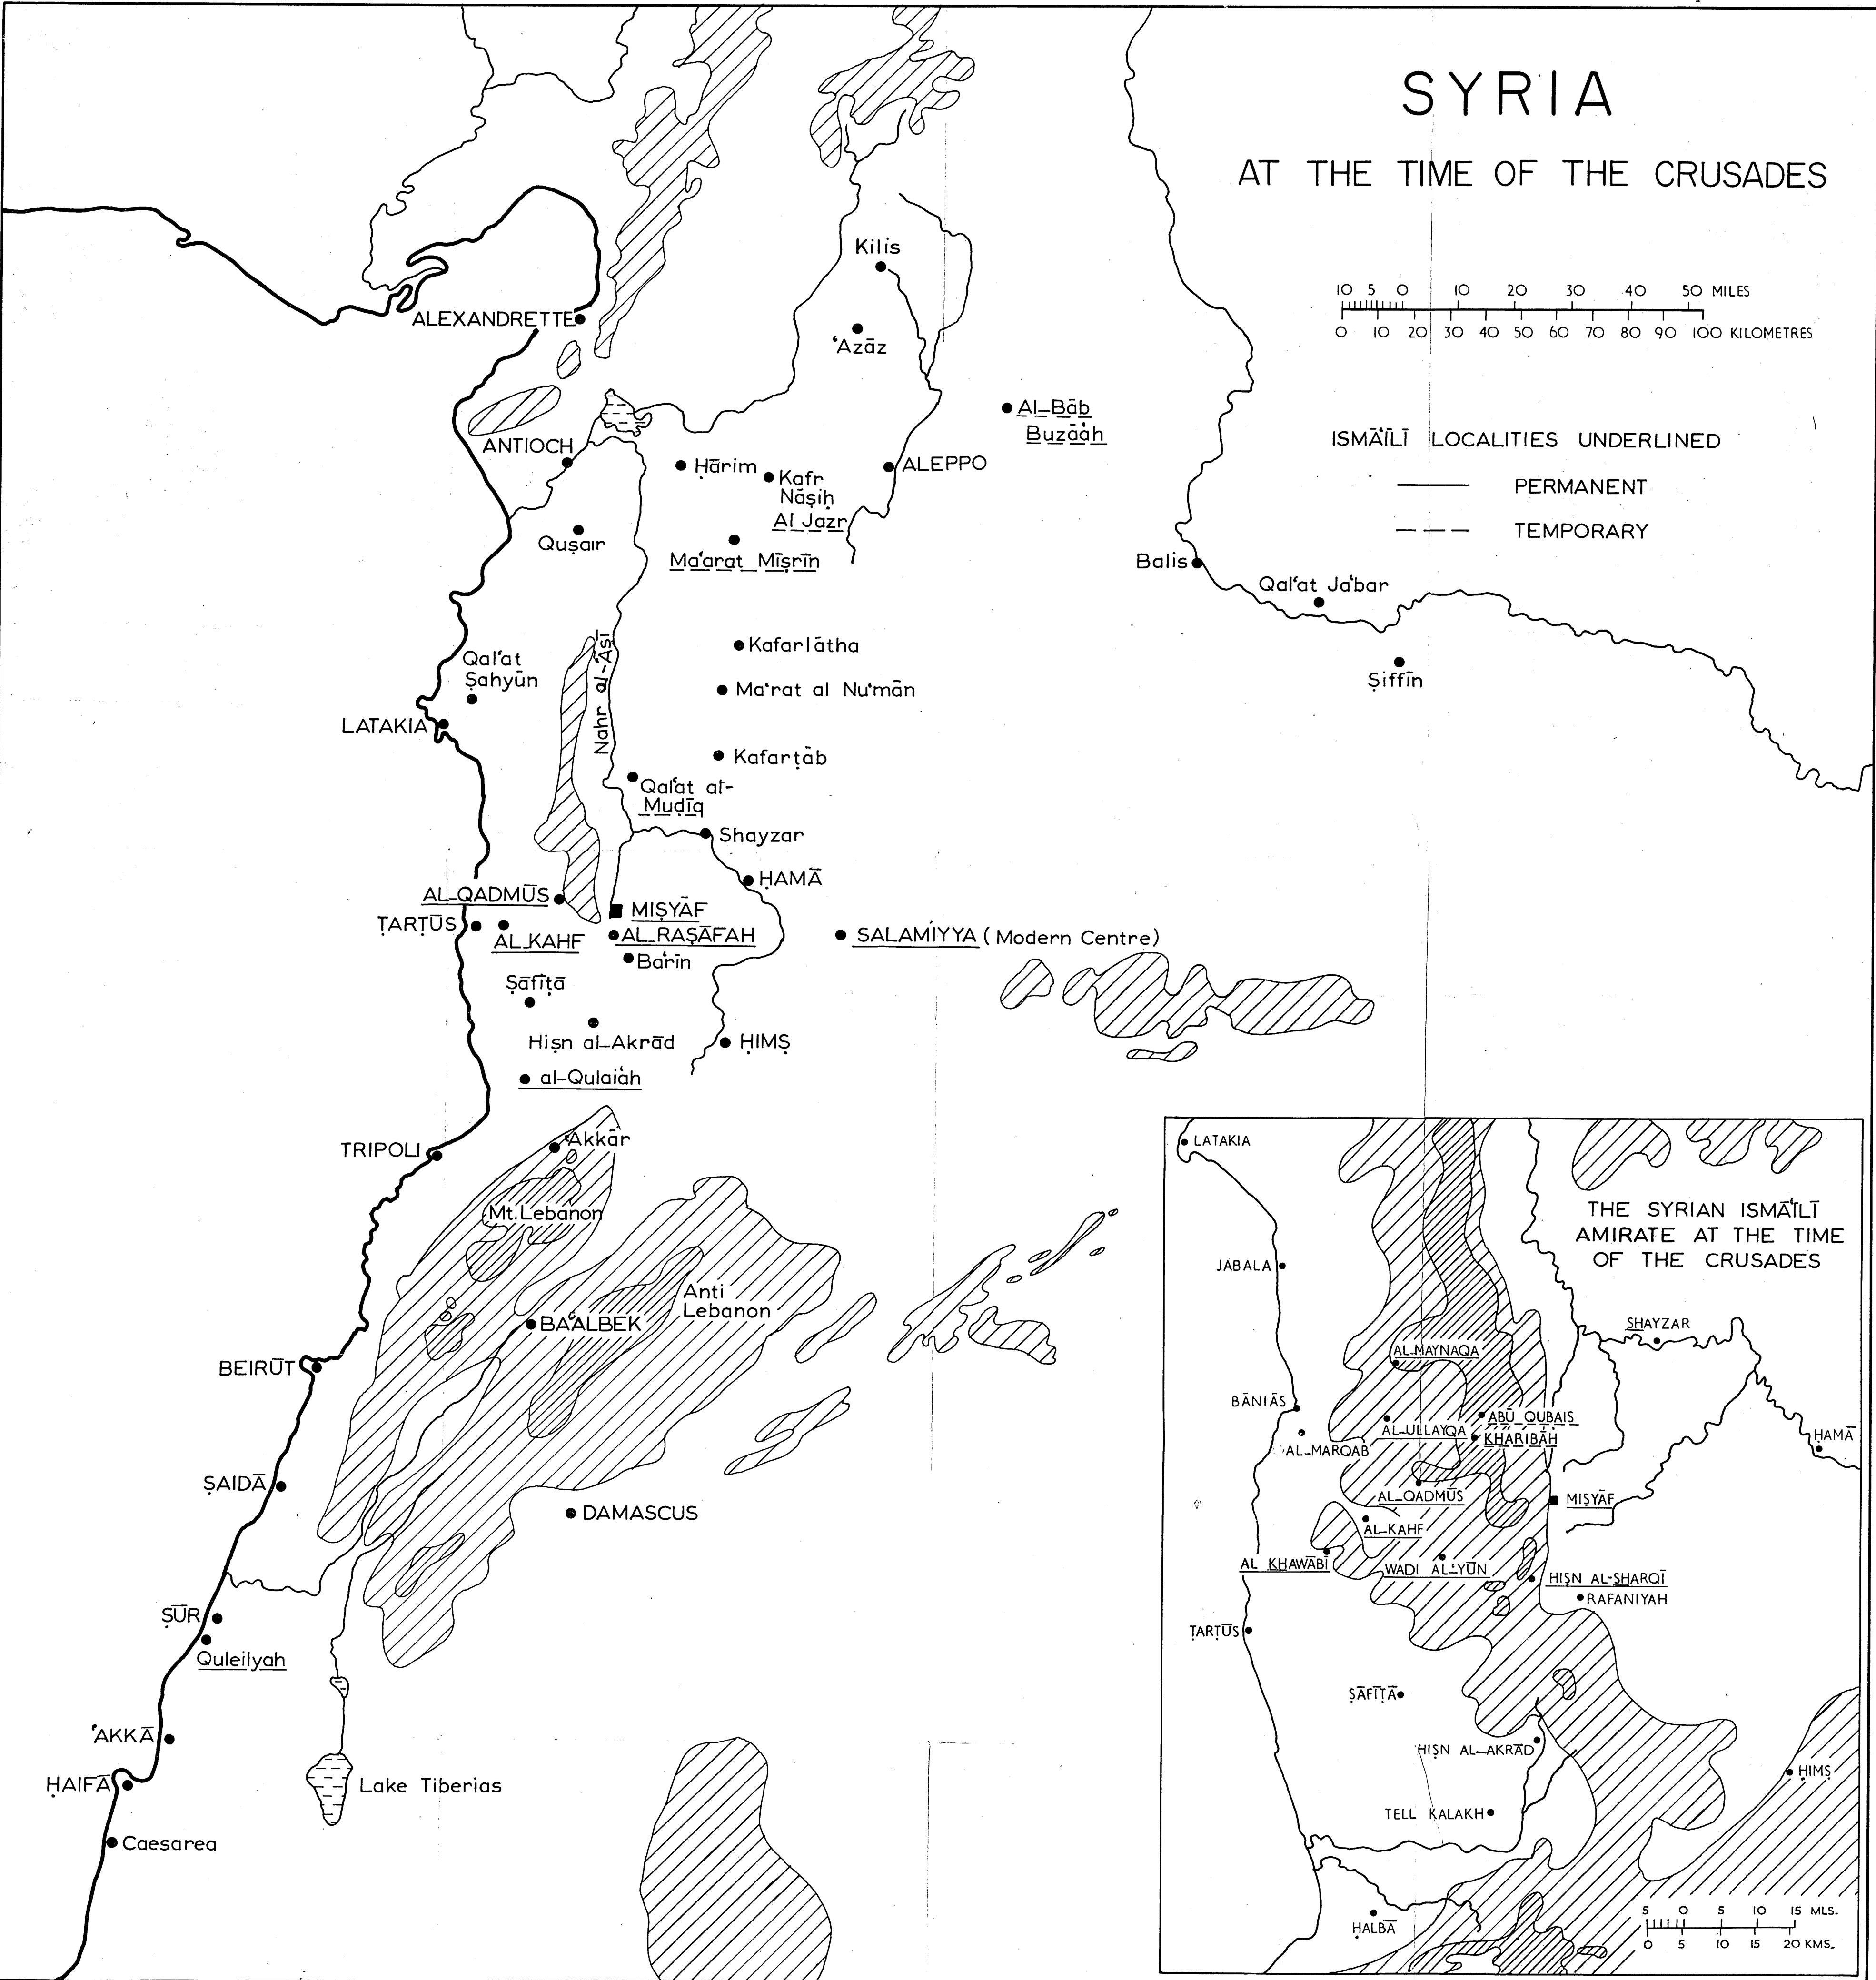 SYRIA
AT THE TIME OF THE CRUSADES
10 5 0 10 20 30 40 50 MILES
0 10 20 30 40 50 60 70 80 90 100 KILOMETRES
ISMĀʿĪLĪ LOCALITIES UNDERLINED
PERMANENT
TEMPORARY
Kilis
ALEXANDRETTE
ʿAzāz
Al-Bāb
Buzāʿah
ANTIOCH
Ḥārim
Kafr
Nāṣiḥ
Al Jazr
ALEPPO
Quṣair
Maʿarat Miṣrīn
Balis
Qalʿat Jaʿbar
Ṣiffīn
Nahr al-ʿĀṣī
Kafarlātha
Qalʿat
Ṣahyūn
Maʿrat al Nuʿmān
LATAKIA
Kafarṭāb
Qalʿat al-
Muḍīq
Shayzar
ḤAMĀ
AL-QADMŪS
MIṢYĀF
ṬARṬŪS
AL-KAHF
AL-RAṢĀFAH
SALAMIYYA (Modern Centre)
Baʿrīn
Ṣāfīṭā
Ḥiṣn al-Akrād
ḤIMṢ
al-Qulaiʿah
TRIPOLI
ʿAkkār
Mt. Lebanon
Anti
Lebanon
BAʿALBEK
BEIRŪT
ṢAIDĀ
DAMASCUS
ṢŪR
Quleilyah
ʿAKKĀ
ḤAIFĀ
Lake Tiberias
Caesarea
THE SYRIAN ISMĀʿĪLĪ
AMIRATE AT THE TIME
OF THE CRUSADES
LATAKIA
JABALA
SHAYZAR
AL-MAYNAQA
BĀNIĀS
ABŪ QUBAIS
AL-ULLAYQA
KHARIBAH
AL-MARQAB
ḤAMĀ
AL-QADMŪS
MIṢYĀF
AL-KAHF
AL KHAWĀBĪ
WADI AL-ʿYŪN
ḤIṢN AL-SHARQĪ
RAFANIYAH
ṬARṬŪS
ṢĀFĪṬĀ
ḤIṢN AL-AKRĀD
ḤIMṢ
TELL KALAKH
ḤALBĀ
5 0 5 10 15 MLS.
0 5 10 15 20 KMS.